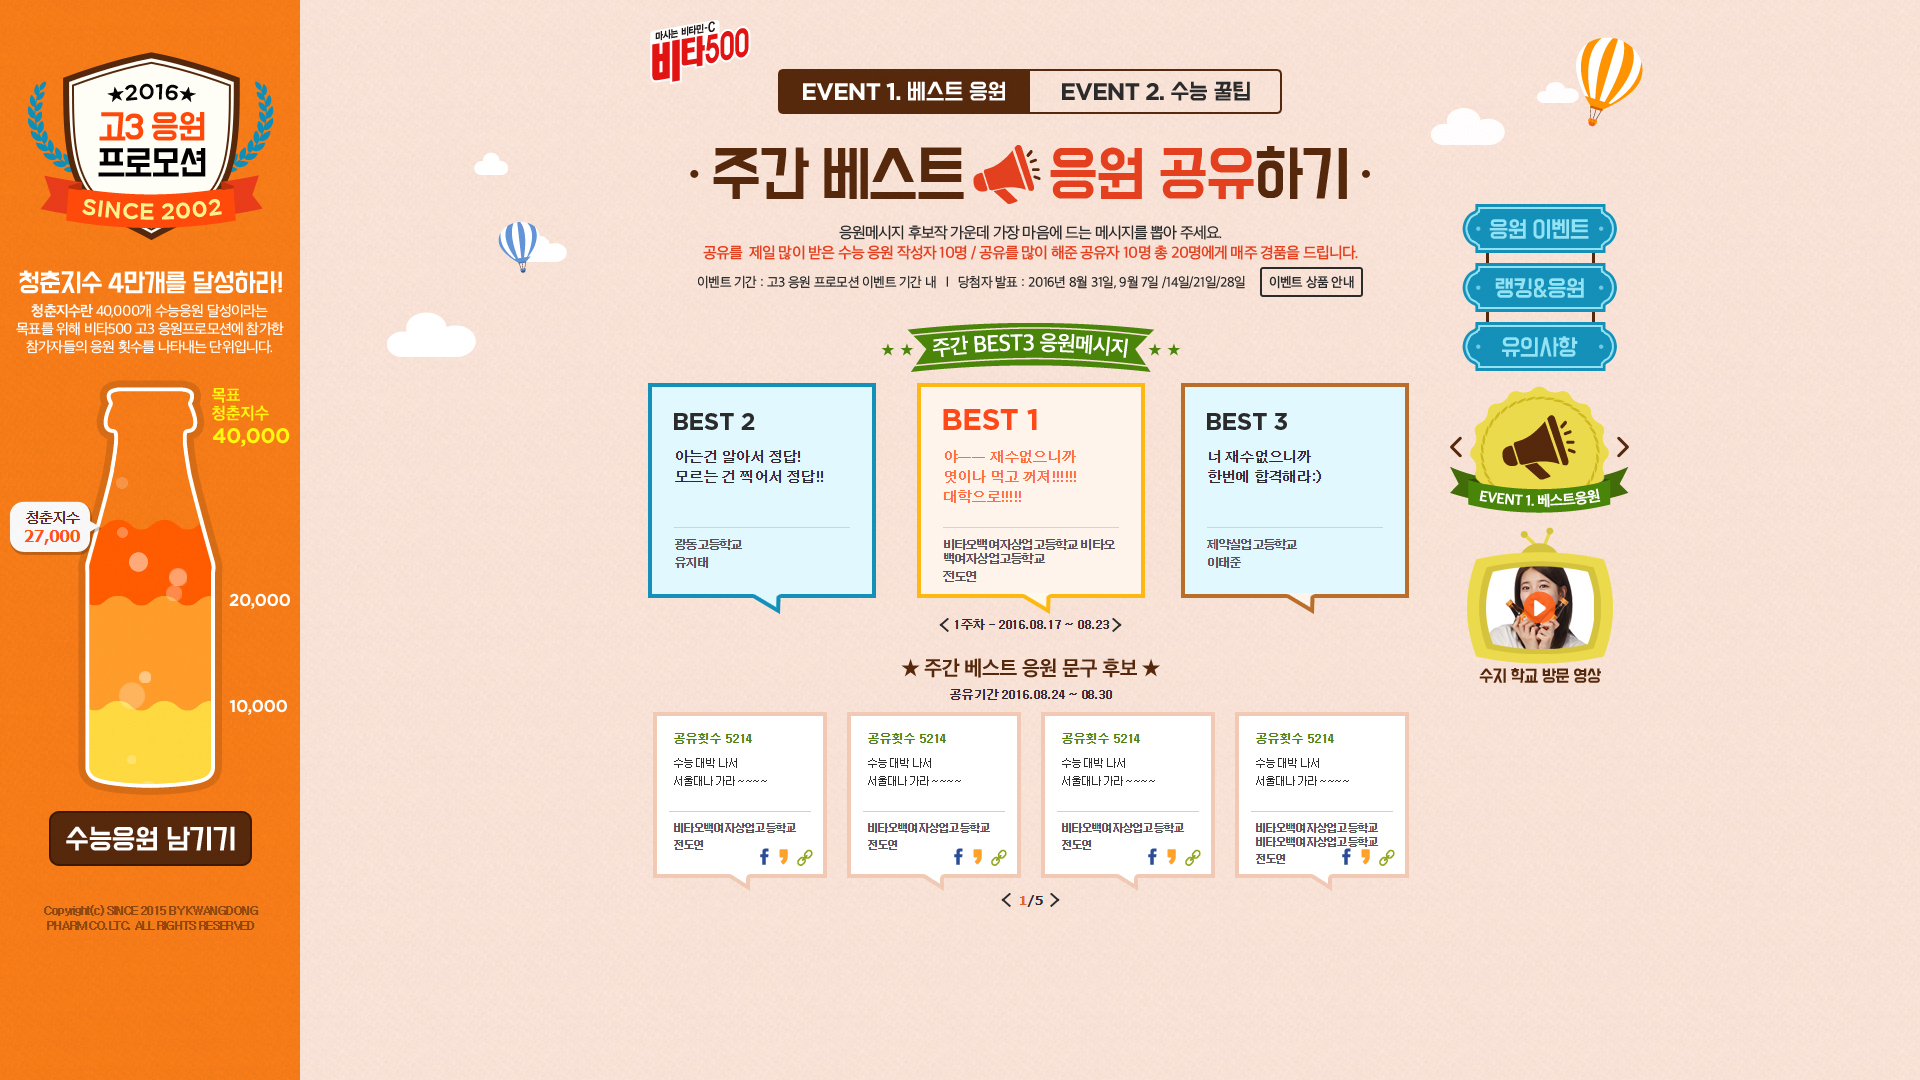 ★2016★
고3 응원
프로모션
SINCE 2002
청춘지수 4만개를 달성하라!
청춘지수란 40,000개 수능응원 달성이라는
목표를 위해 비타500 고3 응원프로모션에 참가한
참가자들의 응원 횟수를 나타내는 단위입니다.
목표
청춘지수
40,000
청춘지수
27,000
20,000
10,000
수능응원 남기기
Copyright(c) SINCE 2015 BY KWANGDONG
PHARM CO. LTC. ALL RIGHTS RESERVED
마시는 비타민-C
비타500
EVENT 1. 베스트 응원
EVENT 2. 수능 꿀팁
· 주간 베스트 응원 공유하기 ·
응원메시지 후보작 가운데 가장 마음에 드는 메시지를 뽑아 주세요.
공유를 제일 많이 받은 수능 응원 작성자 10명 / 공유를 많이 해준 공유자 10명 총 20명에게 매주 경품을 드립니다.
이벤트 기간 : 고3 응원 프로모션 이벤트 기간 내 | 당첨자 발표 : 2016년 8월 31일, 9월 7일 /14일/21일/28일
이벤트 상품 안내
★ ★ 주간 BEST3 응원메시지 ★ ★
BEST 2
아는건 알아서 정답!
모르는 건 찍어서 정답!!
광동고등학교
유지태
BEST 1
야―― 재수없으니까
엿이나 먹고 꺼져!!!!!!
대학으로!!!!!
비타오백여자상업고등학교 비타오
백여자상업고등학교
전도연
BEST 3
너 재수없으니까
한번에 합격해라:)
제약실업고등학교
이태준
1주차 - 2016.08.17 ~ 08.23
★ 주간 베스트 응원 문구 후보 ★
공유기간 2016.08.24 ~ 08.30
공유횟수 5214
수능 대박 나서
서울대나 가라 ~~~~
비타오백여자상업고등학교
전도연
공유횟수 5214
수능 대박 나서
서울대나 가라 ~~~~
비타오백여자상업고등학교
전도연
공유횟수 5214
수능 대박 나서
서울대나 가라 ~~~~
비타오백여자상업고등학교
전도연
공유횟수 5214
수능 대박 나서
서울대나 가라 ~~~~
비타오백여자상업고등학교
비타오백여자상업고등학교
전도연
1/5
응원 이벤트
랭킹&응원
유의사항
EVENT 1. 베스트응원
수지 학교 방문 영상